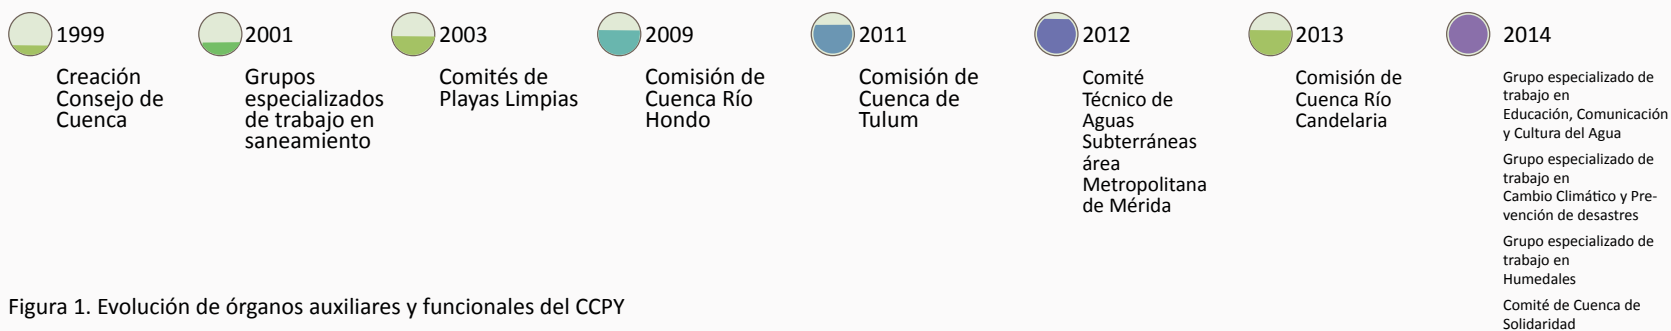 1999
Creación
Consejo de
Cuenca
2001
Grupos
especializados
de trabajo en
saneamiento
2003
Comités de
Playas Limpias
2009
Comisión de
Cuenca Río
Hondo
2011
Comisión de
Cuenca de
Tulum
2012
Comité
Técnico de
Aguas
Subterráneas
área
Metropolitana
de Mérida
2013
Comisión de
Cuenca Río
Candelaria
2014
Grupo especializado de
trabajo en
Educación, Comunicación
y Cultura del Agua
Grupo especializado de
trabajo en
Cambio Climático y Pre-
vención de desastres
Grupo especializado de
trabajo en
Humedales
Comité de Cuenca de
Solidaridad
Figura 1. Evolución de órganos auxiliares y funcionales del CCPY